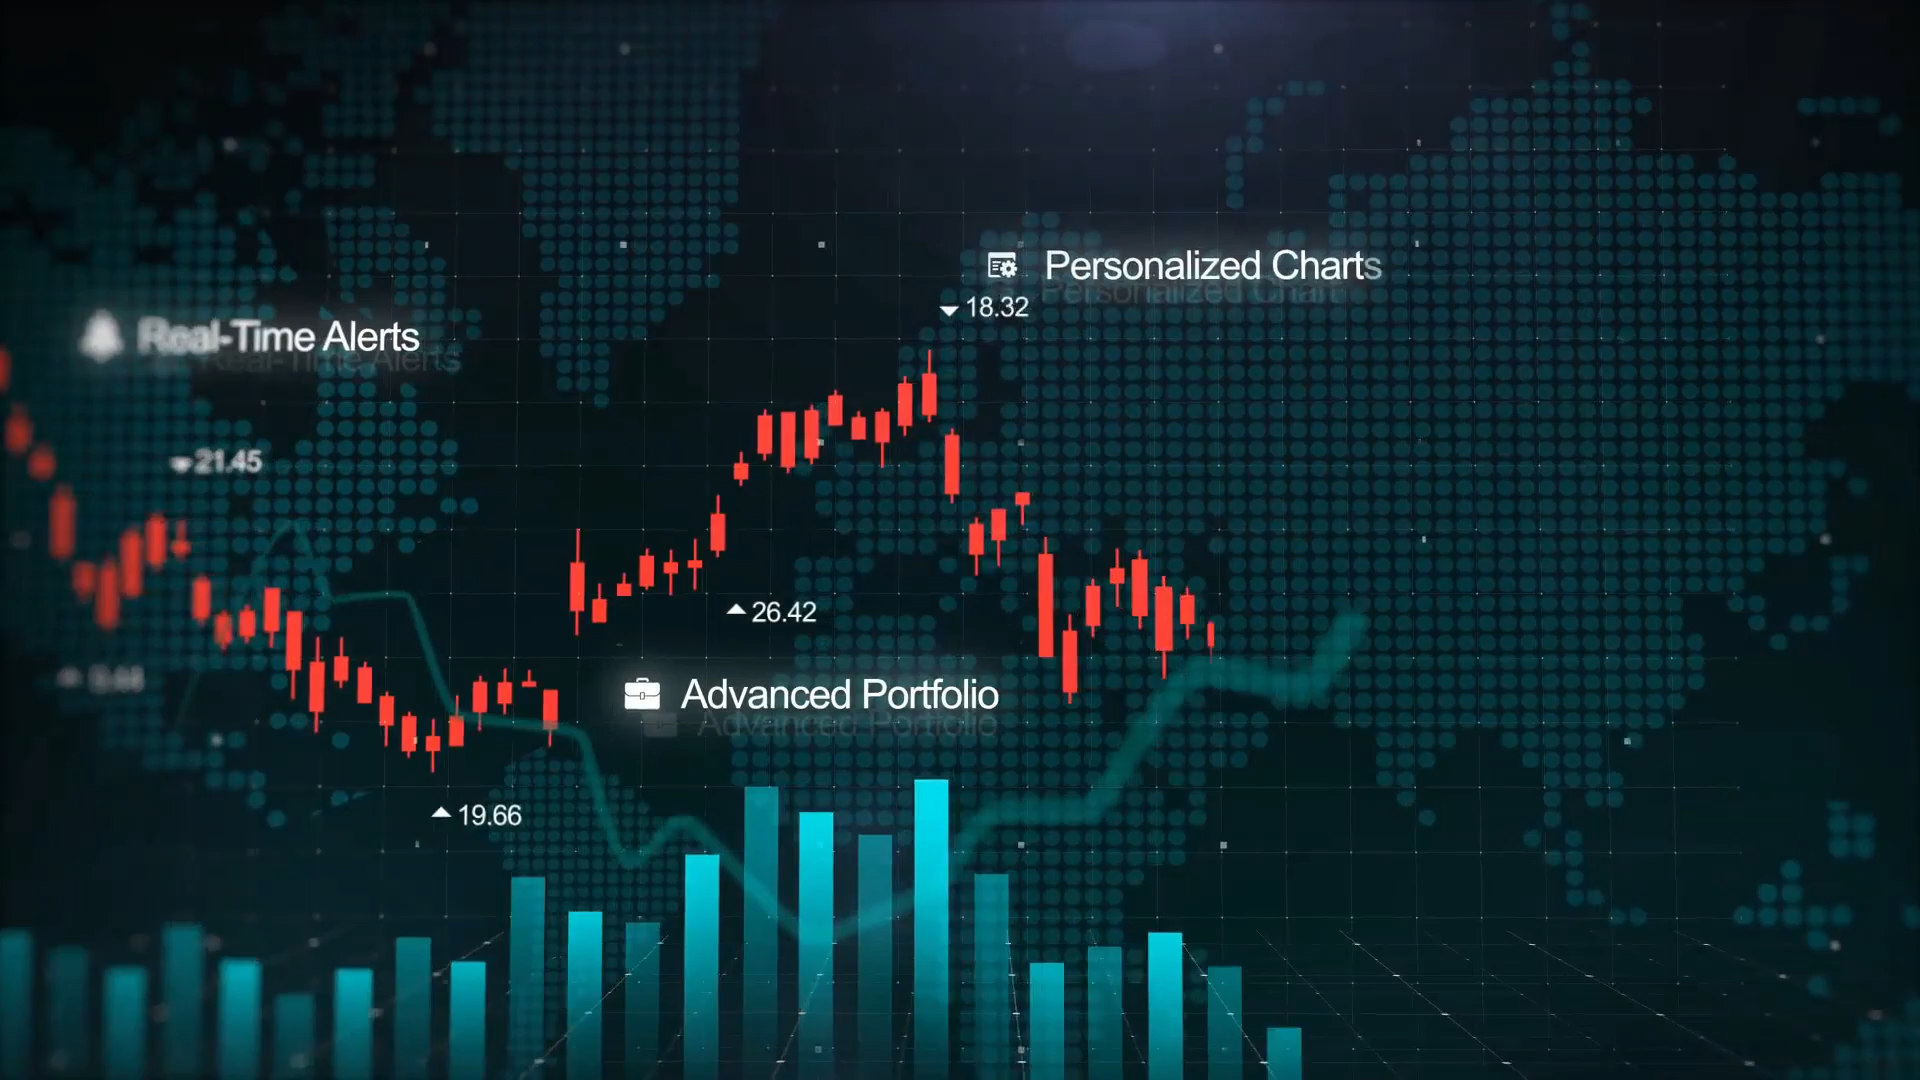 Personalized Charts
18.32
Real-Time Alerts
21.45
26.42
Advanced Portfolio
19.66